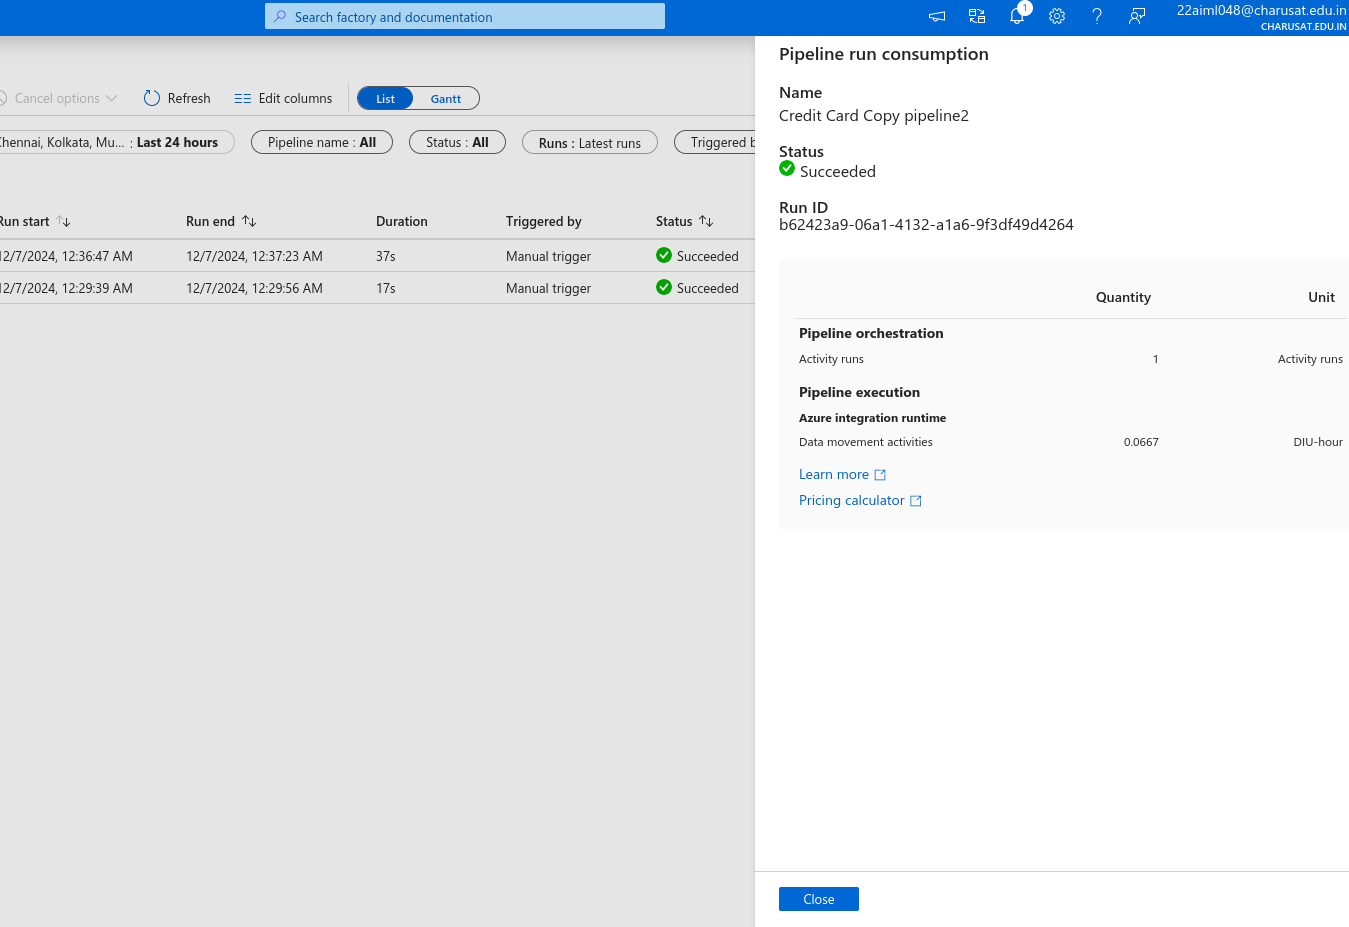 Search factory and documentation
1
22aiml048@charusat.edu.in
CHARUSAT.EDU.IN
Cancel options
Refresh
Edit columns
List
Gantt
Chennai, Kolkata, Mu... : Last 24 hours
Pipeline name : All
Status : All
Runs : Latest runs
Triggered b
Run start
Run end
Duration
Triggered by
Status
12/7/2024, 12:36:47 AM
12/7/2024, 12:37:23 AM
37s
Manual trigger
Succeeded
12/7/2024, 12:29:39 AM
12/7/2024, 12:29:56 AM
17s
Manual trigger
Succeeded
Pipeline run consumption
Name
Credit Card Copy pipeline2
Status
Succeeded
Run ID
b62423a9-06a1-4132-a1a6-9f3df49d4264
Quantity
Unit
Pipeline orchestration
Activity runs
1
Activity runs
Pipeline execution
Azure integration runtime
Data movement activities
0.0667
DIU-hour
Learn more
Pricing calculator
Close